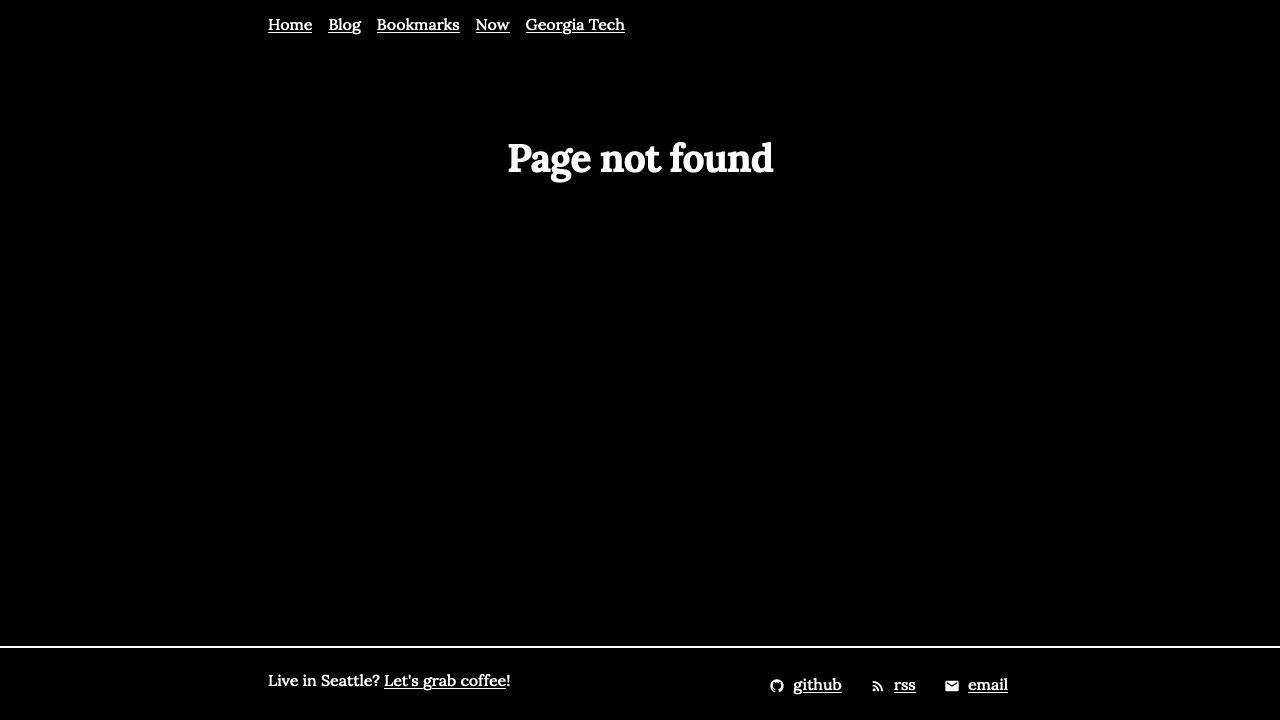 Home Blog Bookmarks Now Georgia Tech
Page not found
Live in Seattle? Let's grab coffee!
github rss email